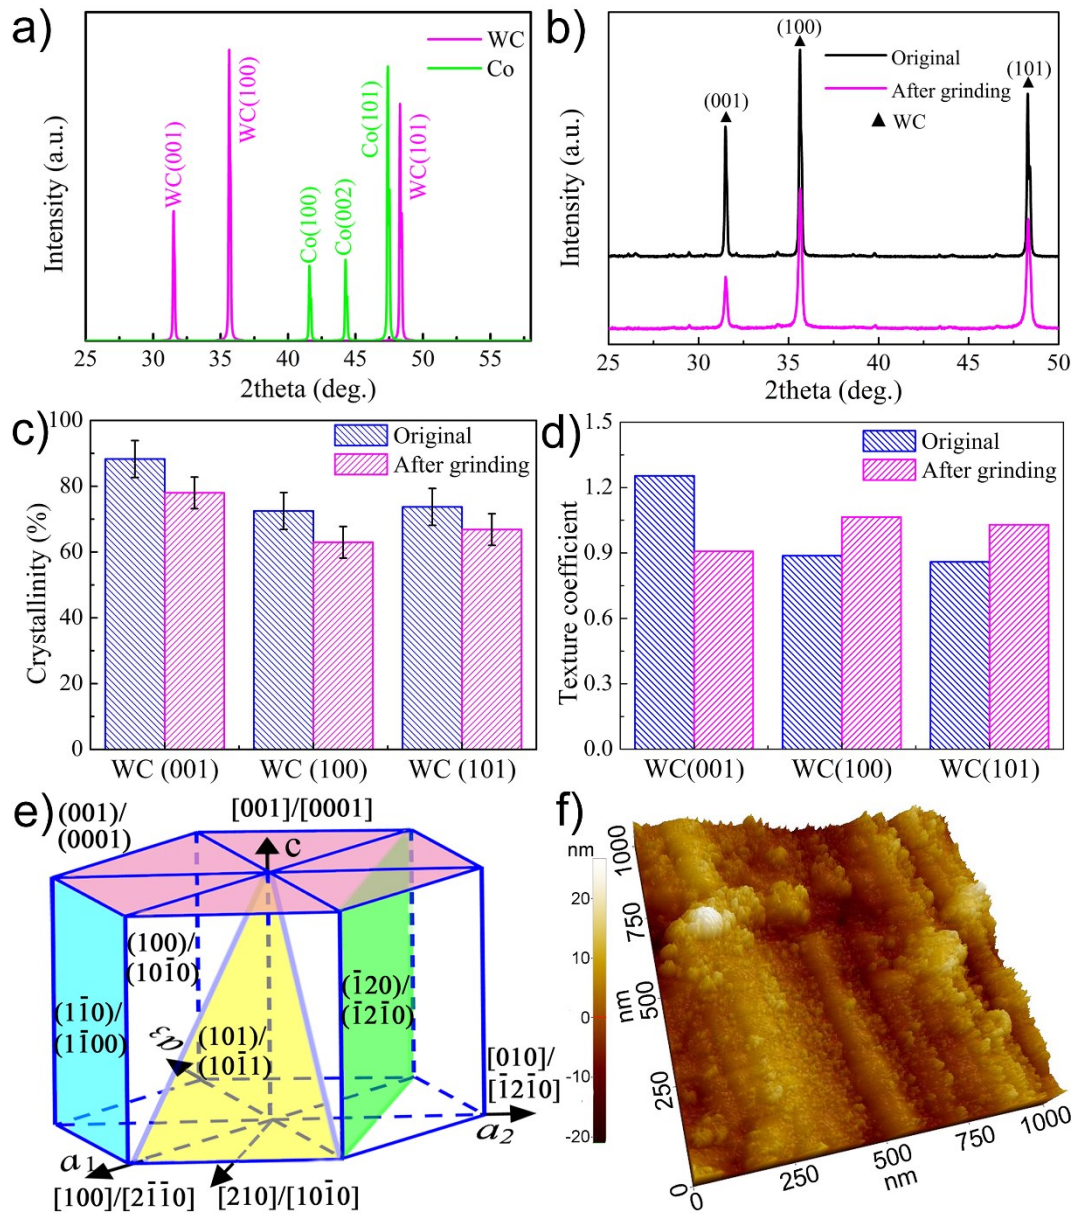 a)
WC
Co
WC(001)
WC(100)
Co(100)
Co(002)
Co(101)
WC(101)
Intensity (a.u.)
25 30 35 40 45 50 55
2theta (deg.)
b)
(100)
Original
After grinding
▲ WC
(001)
(101)
Intensity (a.u.)
25 30 35 40 45 50
2theta (deg.)
c)
100
80
60
40
20
0
Crystallinity (%)
Original
After grinding
WC (001) WC (100) WC (101)
d)
1.5
1.2
0.9
0.6
0.3
0.0
Texture coefficient
Original
After grinding
WC(001) WC(100) WC(101)
e)
(001)/
(0001)
[001]/[0001]
c
(100)/
(101̄0)
(11̄0)/
(11̄00)
a3
(101)/
(101̄1)
(1̄20)/
(1̄21̄0)
[010]/
[1̄21̄0]
a2
a1
[100]/[21̄1̄0]
[210]/[101̄0]
f)
nm
20
10
0
-10
-20
1000
750
500
nm
250
0
0 250 500 750 1000
nm